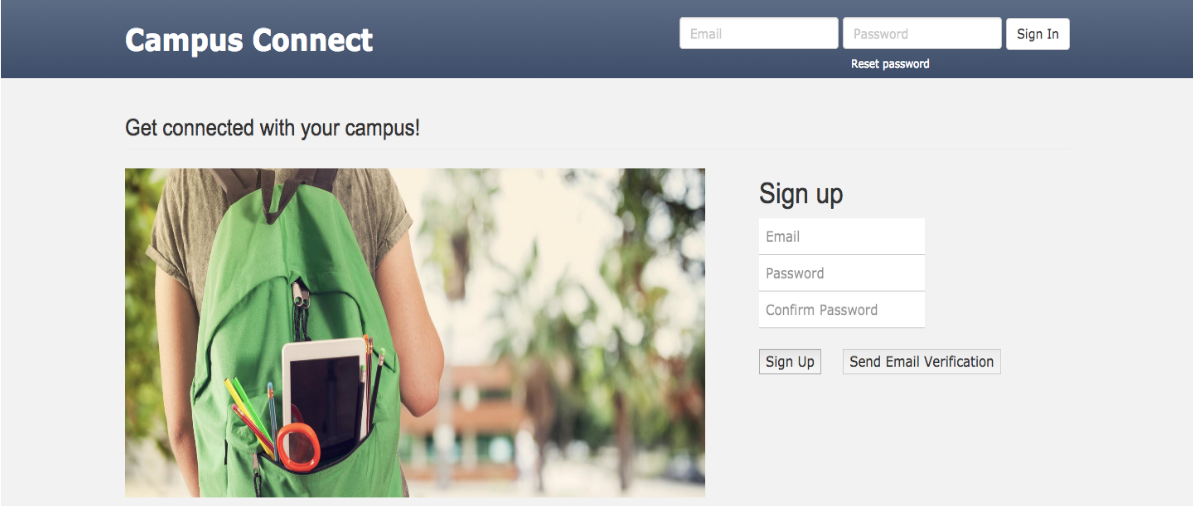 Campus Connect
Email
Password
Sign In
Reset password
Get connected with your campus!
Sign up
Email
Password
Confirm Password
Sign Up
Send Email Verification